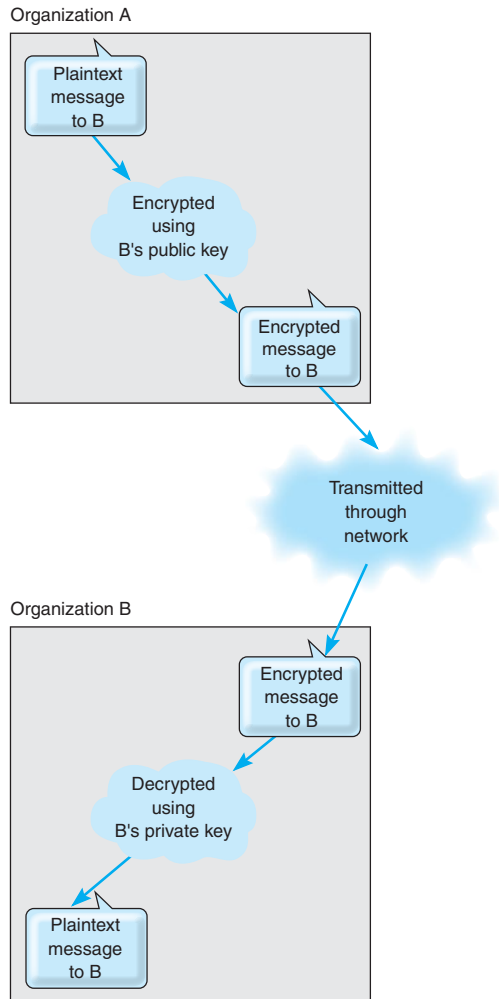 Organization A
Plaintext
message
to B
Encrypted
using
B's public key
Encrypted
message
to B
Transmitted
through
network
Organization B
Encrypted
message
to B
Decrypted
using
B's private key
Plaintext
message
to B